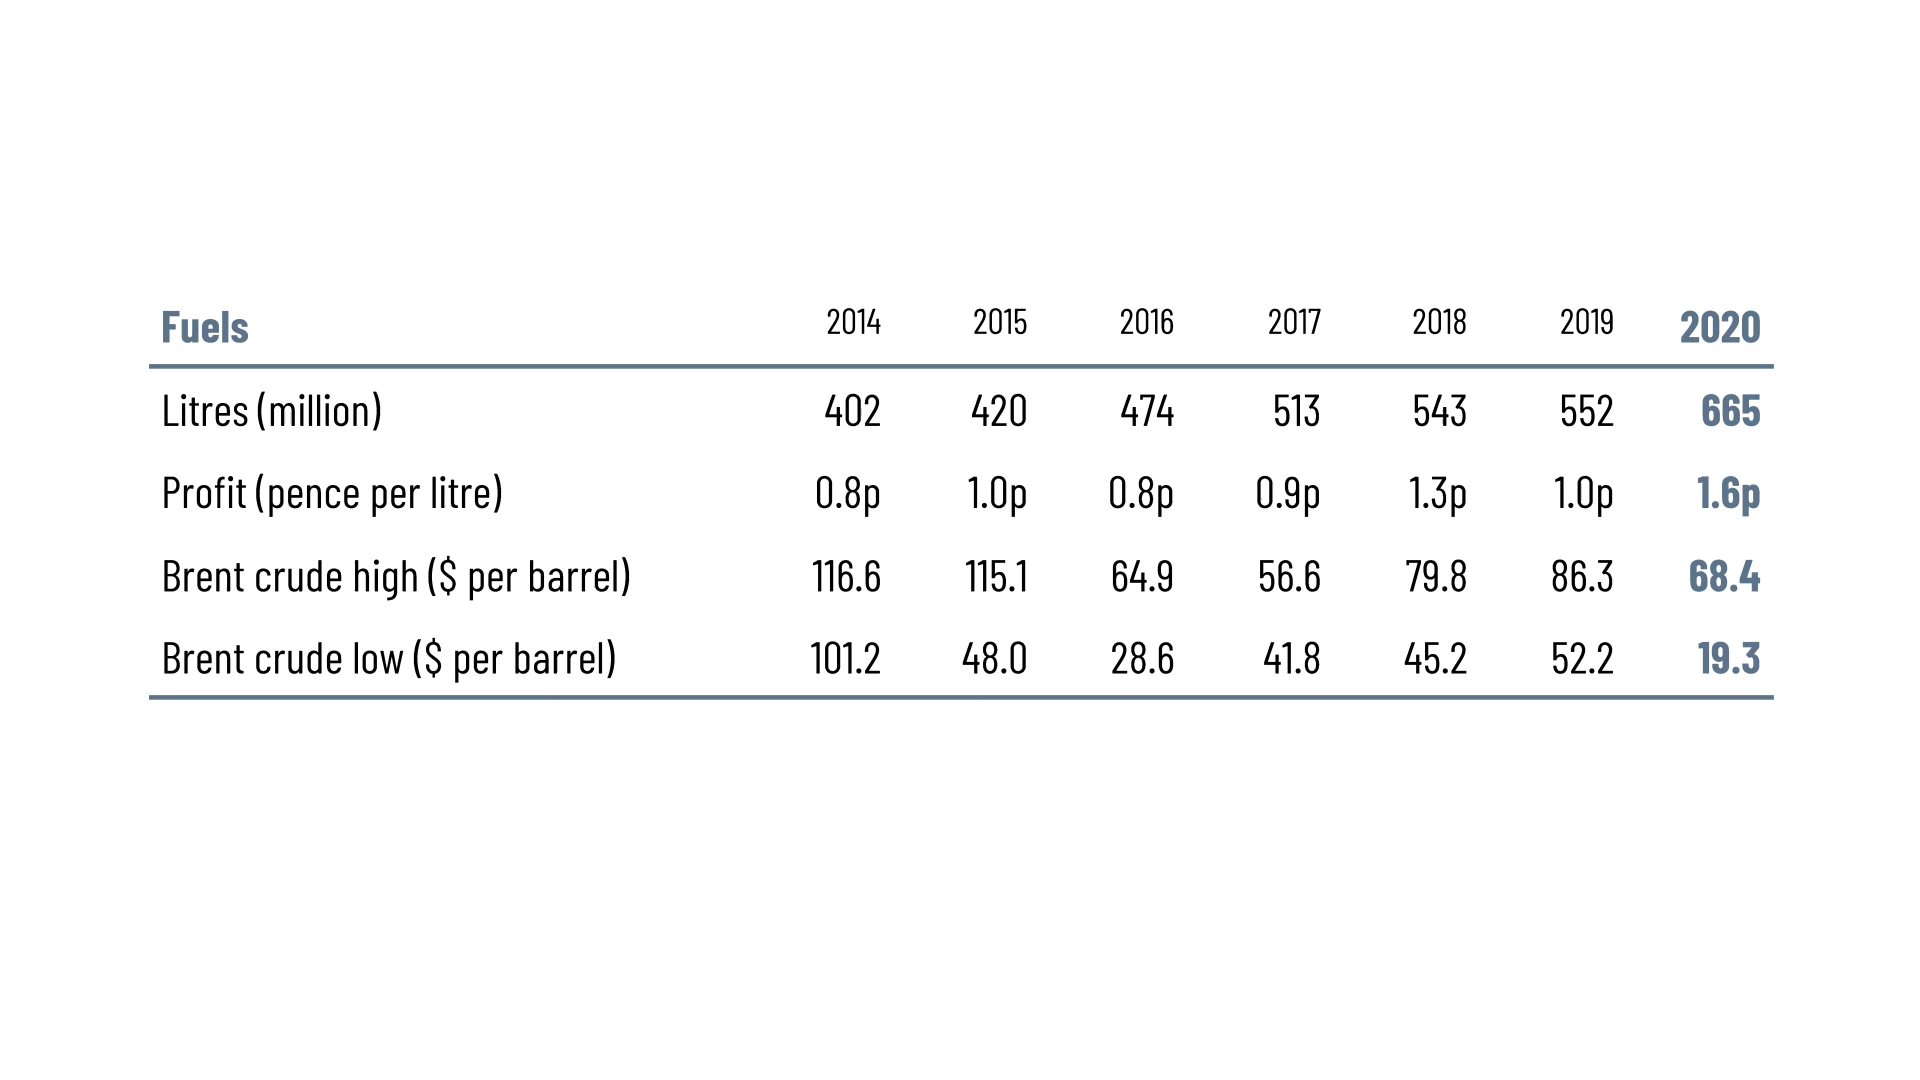 Fuels 2014 2015 2016 2017 2018 2019 2020
Litres (million) 402 420 474 513 543 552 665
Profit (pence per litre) 0.8p 1.0p 0.8p 0.9p 1.3p 1.0p 1.6p
Brent crude high ($ per barrel) 116.6 115.1 64.9 56.6 79.8 86.3 68.4
Brent crude low ($ per barrel) 101.2 48.0 28.6 41.8 45.2 52.2 19.3